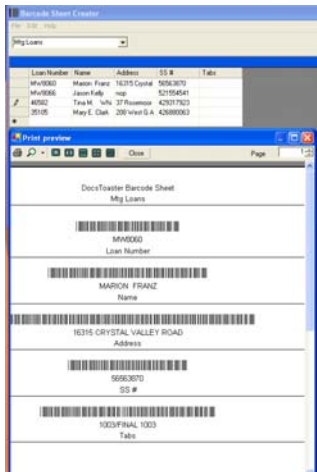 Barcode Sheet Creator
File Edit Help
Mtg Loans
Loan Number Name Address SS # Tabs
MW8060 Marion Franz 16315 Crystal 56563870
MW8066 Jason Kelly nop 521554541
46582 Tina M. 37 Rosemose 429317923
35105 Mary E. Clark 200 West G A 426880063
Print preview
Close Page 1
DocsToaster Barcode Sheet
Mtg Loans
MW8060
Loan Number
MARION FRANZ
Name
16315 CRYSTAL VALLEY ROAD
Address
56563870
SS #
1003/FINAL 1003
Tabs